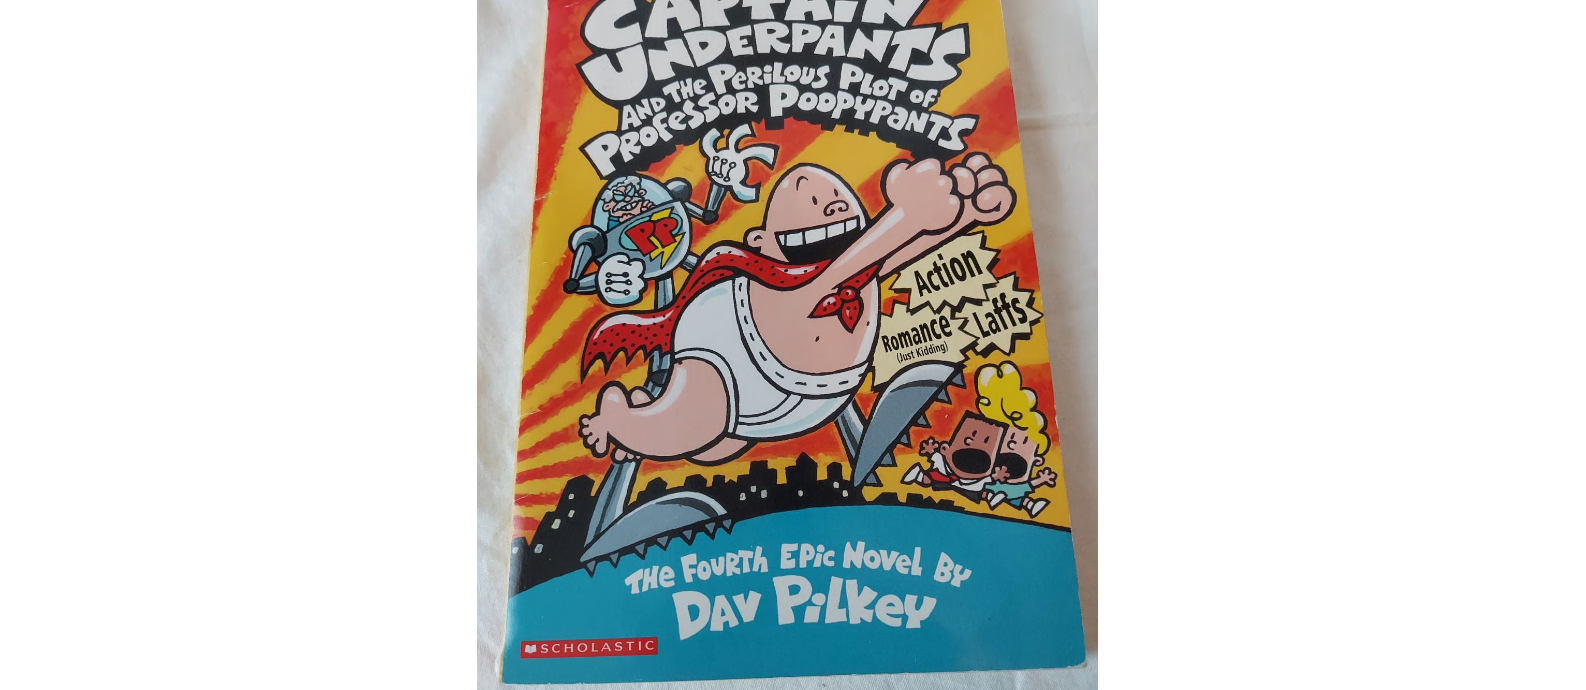 CAPTAIN
UNDERPANTS
AND THE PERILOUS PLOT OF
PROFESSOR POOPYPANTS
PP
Action
Romance
(Just Kidding)
Laffs
THE FOURTH EPIC NOVEL BY
DAV PILKEY
SCHOLASTIC